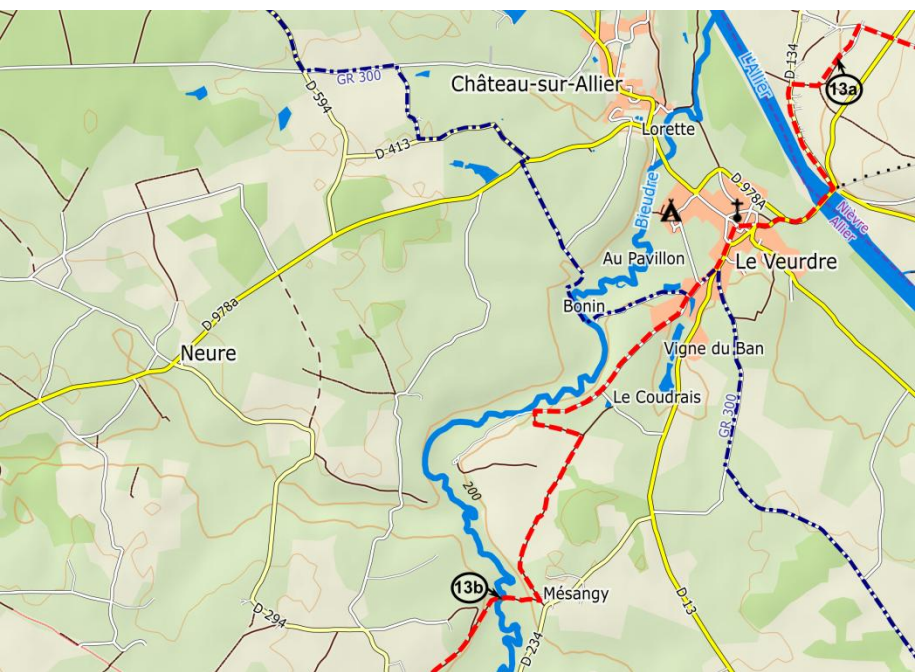 GR 300
D-594
Château-sur-Allier
L'Allier
D-134
13a
D-413
Lorette
Bieudre
D-978A
Nièvre
Allier
Au Pavillon
Le Veurdre
Bonin
D-978a
Neure
Vigne du Ban
Le Coudrais
GR 300
200
13b
Mésangy
D-294
D-234
D-13